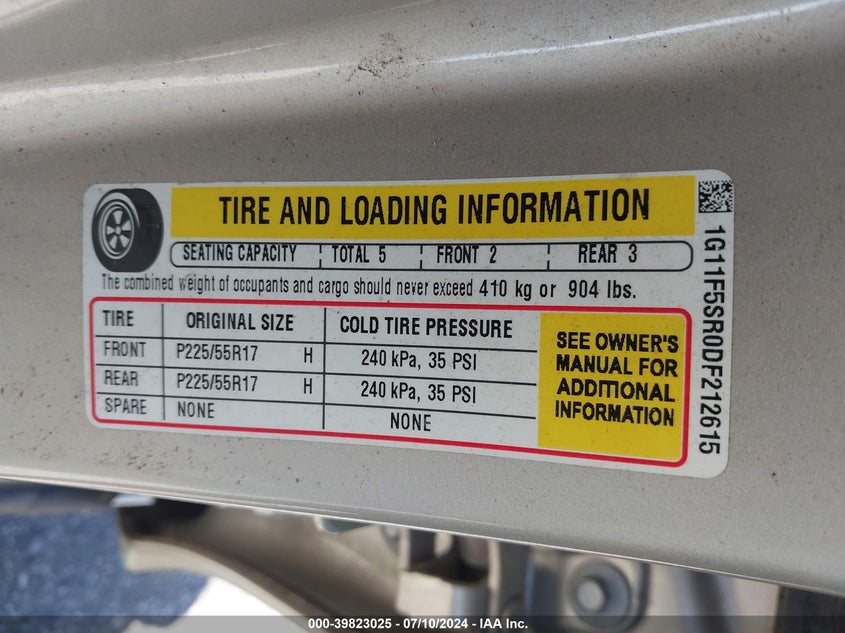 TIRE AND LOADING INFORMATION
SEATING CAPACITY TOTAL 5 FRONT 2 REAR 3
The combined weight of occupants and cargo should never exceed 410 kg or 904 lbs.
TIRE ORIGINAL SIZE COLD TIRE PRESSURE
FRONT P225/55R17 H 240 kPa, 35 PSI
REAR P225/55R17 H 240 kPa, 35 PSI
SPARE NONE NONE
SEE OWNER'S
MANUAL FOR
ADDITIONAL
INFORMATION
1G11F5SR0DF212615
000-39823025 - 07/10/2024 - IAA Inc.